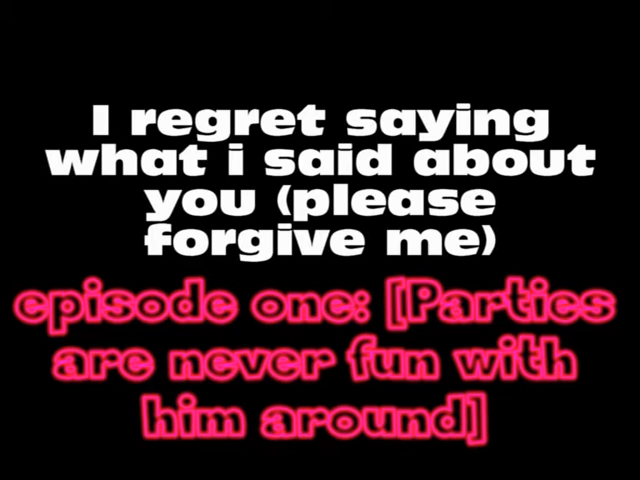 I regret saying
what i said about
you (please
forgive me)
episode one: [Parties
are never fun with
him around]